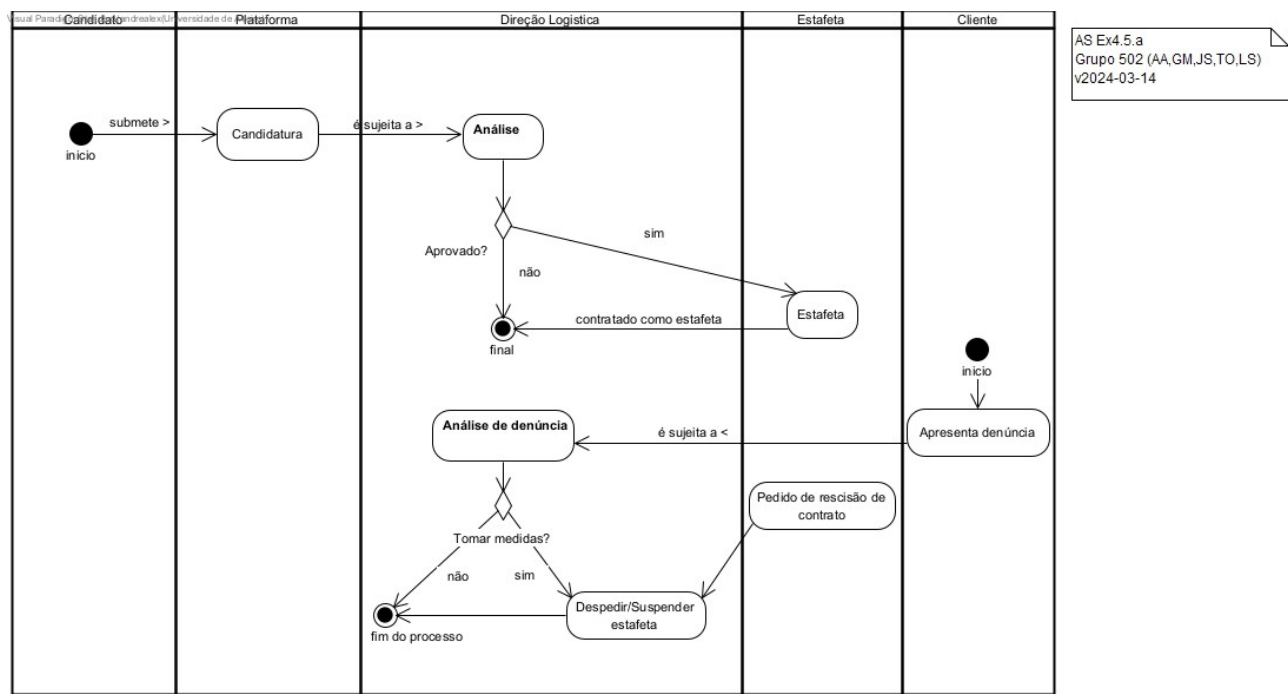 Candidato
Plataforma
Direção Logistica
Estafeta
Cliente
AS Ex4.5.a
Grupo 502 (AA,GM,JS,TO,LS)
v2024-03-14
submete >
inicio
Candidatura
é sujeita a >
Análise
Aprovado?
sim
não
Estafeta
contratado como estafeta
final
inicio
Análise de denúncia
é sujeita a <
Apresenta denúncia
Pedido de rescisão de
contrato
Tomar medidas?
não
sim
Despedir/Suspender
estafeta
fim do processo